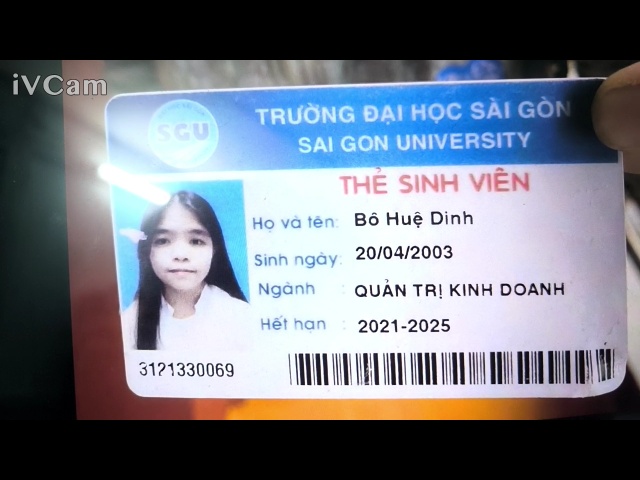 iVCam
SGU
TRƯỜNG ĐẠI HỌC SÀI GÒN
SAI GON UNIVERSITY
THẺ SINH VIÊN
Họ và tên: Bô Huệ Dinh
Sinh ngày: 20/04/2003
Ngành : QUẢN TRỊ KINH DOANH
Hết hạn : 2021-2025
3121330069